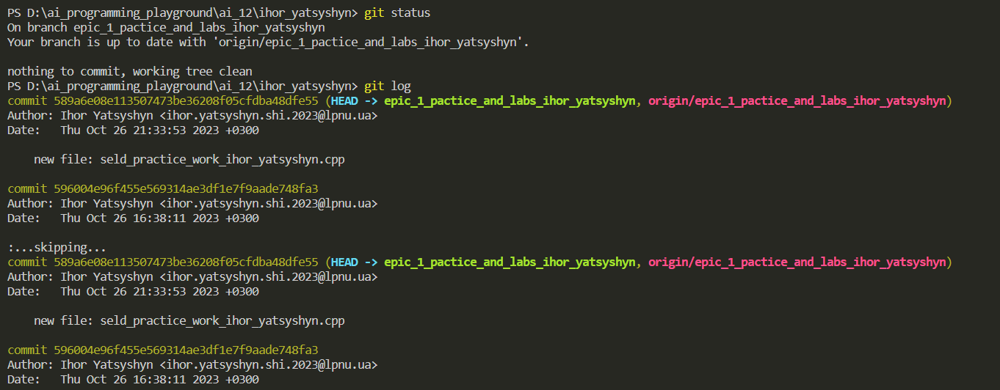 PS D:\ai_programming_playground\ai_12\ihor_yatsyshyn> git status
On branch epic_1_pactice_and_labs_ihor_yatsyshyn
Your branch is up to date with 'origin/epic_1_pactice_and_labs_ihor_yatsyshyn'.
nothing to commit, working tree clean
PS D:\ai_programming_playground\ai_12\ihor_yatsyshyn> git log
commit 589a6e08e113507473be36208f05cfdba48dfe55 (HEAD -> epic_1_pactice_and_labs_ihor_yatsyshyn, origin/epic_1_pactice_and_labs_ihor_yatsyshyn)
Author: Ihor Yatsyshyn <ihor.yatsyshyn.shi.2023@lpnu.ua>
Date:   Thu Oct 26 21:33:53 2023 +0300
    new file: seld_practice_work_ihor_yatsyshyn.cpp
commit 596004e96f455e569314ae3df1e7f9aade748fa3
Author: Ihor Yatsyshyn <ihor.yatsyshyn.shi.2023@lpnu.ua>
Date:   Thu Oct 26 16:38:11 2023 +0300
:...skipping...
commit 589a6e08e113507473be36208f05cfdba48dfe55 (HEAD -> epic_1_pactice_and_labs_ihor_yatsyshyn, origin/epic_1_pactice_and_labs_ihor_yatsyshyn)
Author: Ihor Yatsyshyn <ihor.yatsyshyn.shi.2023@lpnu.ua>
Date:   Thu Oct 26 21:33:53 2023 +0300
    new file: seld_practice_work_ihor_yatsyshyn.cpp
commit 596004e96f455e569314ae3df1e7f9aade748fa3
Author: Ihor Yatsyshyn <ihor.yatsyshyn.shi.2023@lpnu.ua>
Date:   Thu Oct 26 16:38:11 2023 +0300